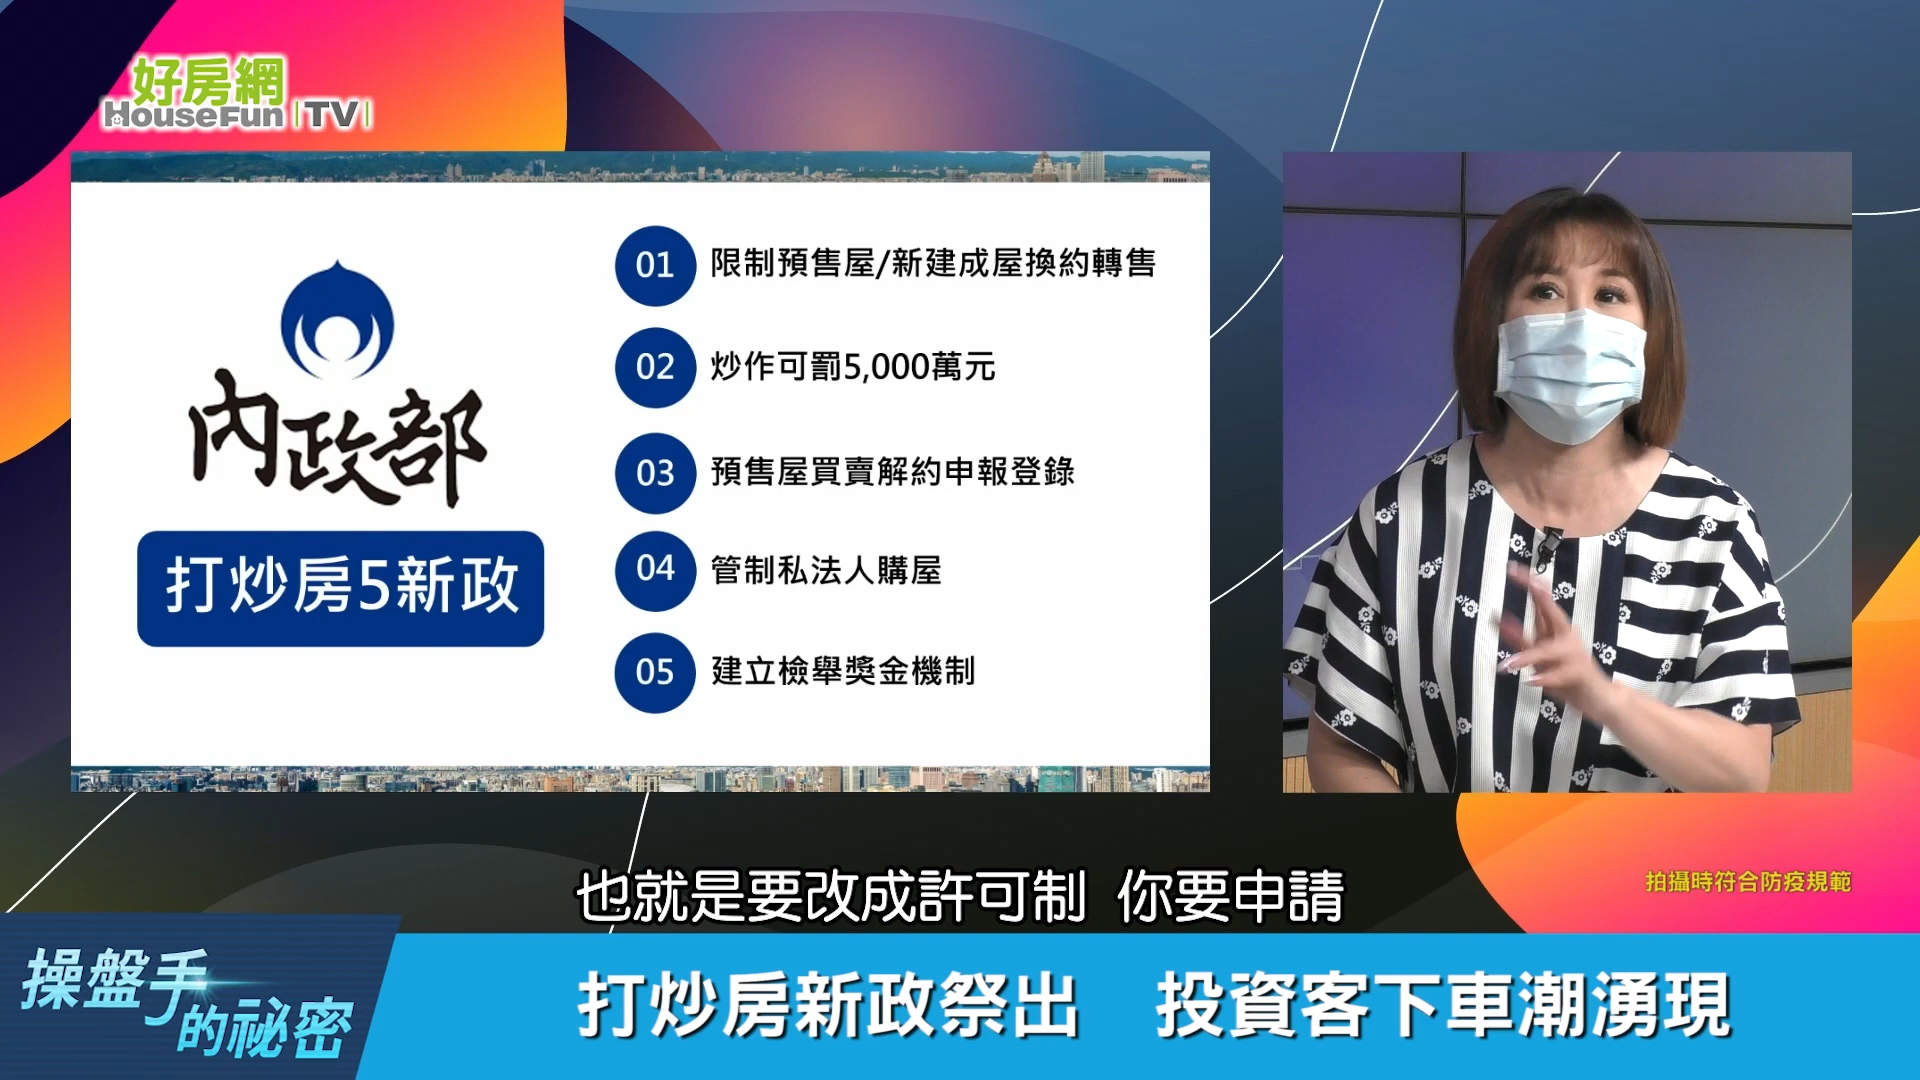 好房網
HouseFun TV
內政部
打炒房5新政
01 限制預售屋/新建成屋換約轉售
02 炒作可罰5,000萬元
03 預售屋買賣解約申報登錄
04 管制私法人購屋
05 建立檢舉獎金機制
也就是要改成許可制 你要申請
拍攝時符合防疫規範
操盤手的祕密
打炒房新政祭出 投資客下車潮湧現